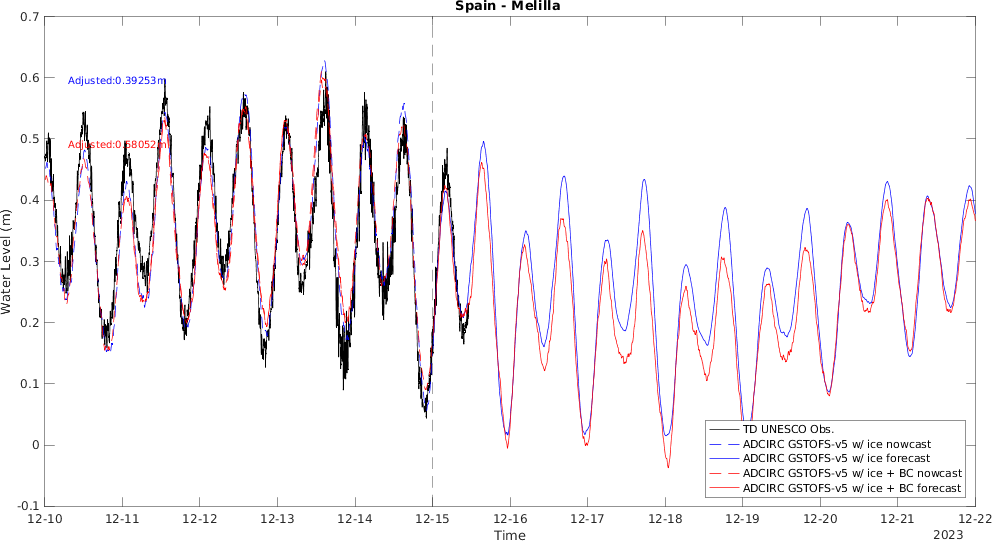 Spain - Melilla
0.7
0.6
0.5
0.4
0.3
0.2
0.1
0
-0.1
Water Level (m)
Adjusted:0.39253m
Adjusted:0.68052m
TD UNESCO Obs.
ADCIRC GSTOFS-v5 w/ ice nowcast
ADCIRC GSTOFS-v5 w/ ice forecast
ADCIRC GSTOFS-v5 w/ ice + BC nowcast
ADCIRC GSTOFS-v5 w/ ice + BC forecast
12-10 12-11 12-12 12-13 12-14 12-15 12-16 12-17 12-18 12-19 12-20 12-21 12-22
Time
2023